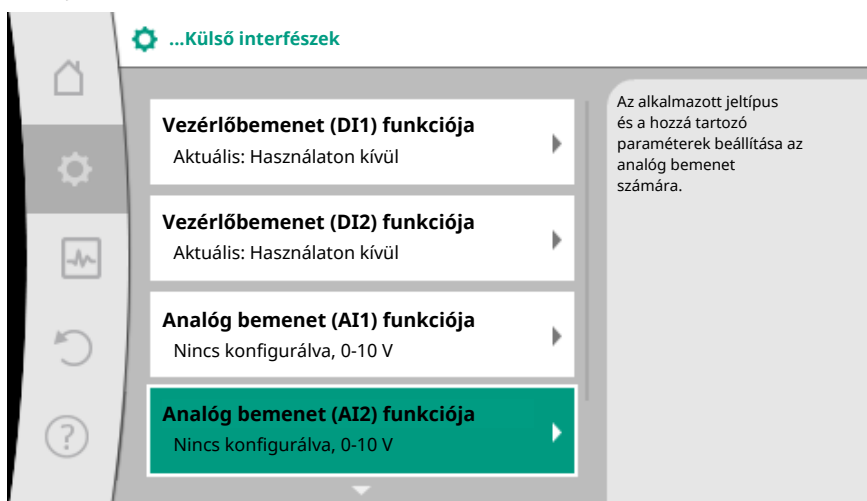 ...Külső interfészek
Vezérlőbemenet (DI1) funkciója
Aktuális: Használaton kívül
Vezérlőbemenet (DI2) funkciója
Aktuális: Használaton kívül
Analóg bemenet (AI1) funkciója
Nincs konfigurálva, 0-10 V
Analóg bemenet (AI2) funkciója
Nincs konfigurálva, 0-10 V
Az alkalmazott jeltípus
és a hozzá tartozó
paraméterek beállítása az
analóg bemenet
számára.
?